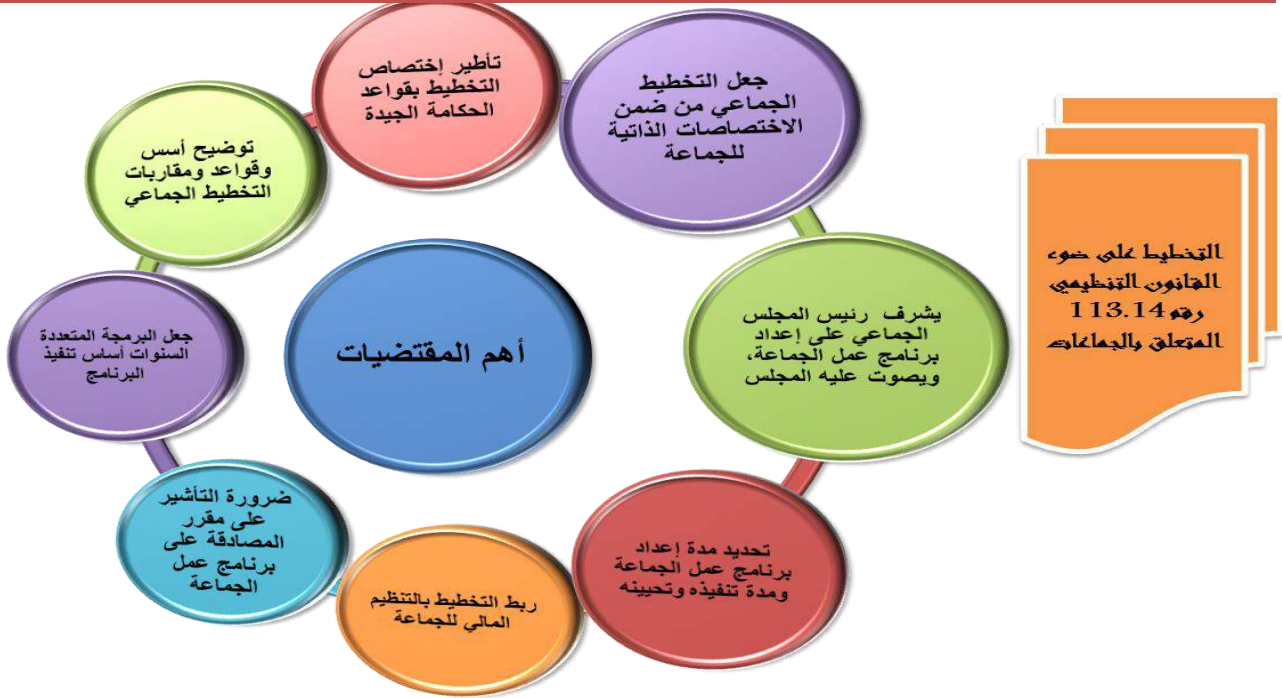 التخطيط على ضوء
القانون التنظيمي
رقم 113.14
المتعلق بالجماعات
أهم المقتضيات
جعل التخطيط
الجماعي من ضمن
الاختصاصات الذاتية
للجماعة
يشرف رئيس المجلس
الجماعي على إعداد
برنامج عمل الجماعة،
ويصوت عليه المجلس
تحديد مدة إعداد
برنامج عمل الجماعة
ومدة تنفيذه وتحيينه
ربط التخطيط بالتنظيم
المالي للجماعة
ضرورة التأشير
على مقرر
المصادقة على
برنامج عمل
الجماعة
جعل البرمجة المتعددة
السنوات أساس تنفيذ
البرنامج
توضيح أسس
وقواعد ومقاربات
التخطيط الجماعي
تأطير إختصاص
التخطيط بقواعد
الحكامة الجيدة